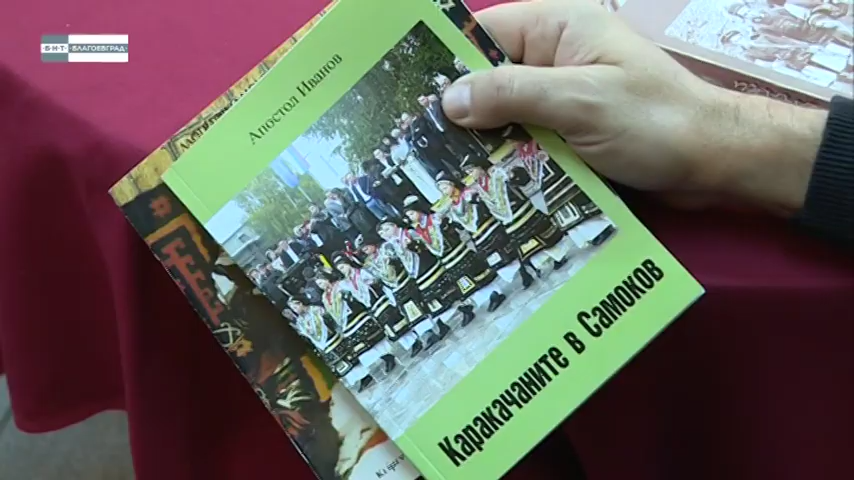 БНТ БЛАГОЕВГРАД
Апостол Иванов
Каракачаните в Самоков